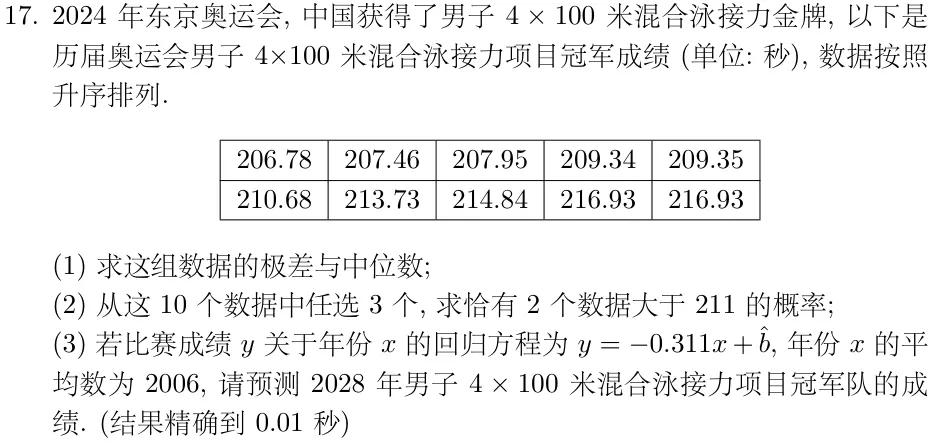 17. 2024 年东京奥运会, 中国获得了男子 4 × 100 米混合泳接力金牌, 以下是
历届奥运会男子 4×100 米混合泳接力项目冠军成绩 (单位: 秒), 数据按照
升序排列.
206.78 207.46 207.95 209.34 209.35
210.68 213.73 214.84 216.93 216.93
(1) 求这组数据的极差与中位数;
(2) 从这 10 个数据中任选 3 个, 求恰有 2 个数据大于 211 的概率;
(3) 若比赛成绩 y 关于年份 x 的回归方程为 y = −0.311x + b̂, 年份 x 的平
均数为 2006, 请预测 2028 年男子 4 × 100 米混合泳接力项目冠军队的成
绩. (结果精确到 0.01 秒)